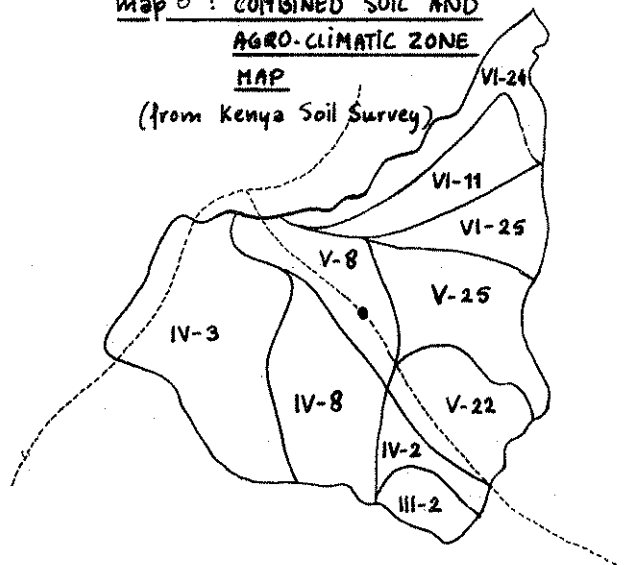 map 6 : COMBINED SOIL AND
AGRO-CLIMATIC ZONE
MAP
(from Kenya Soil Survey)
VI-24
VI-11
VI-25
V-8
V-25
IV-3
IV-8
V-22
IV-2
III-2